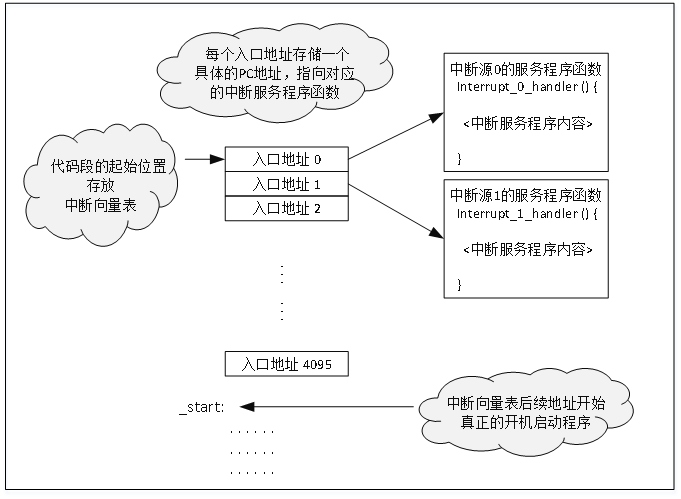 每个入口地址存储一个
具体的PC地址，指向对应
的中断服务程序函数
中断源0的服务程序函数
Interrupt_0_handler () {
<中断服务程序内容>
}
代码段的起始位置
存放
中断向量表
入口地址 0
入口地址 1
入口地址 2
中断源1的服务程序函数
Interrupt_1_handler () {
<中断服务程序内容>
}
入口地址 4095
_start:
中断向量表后续地址开始
真正的开机启动程序
......
......
......